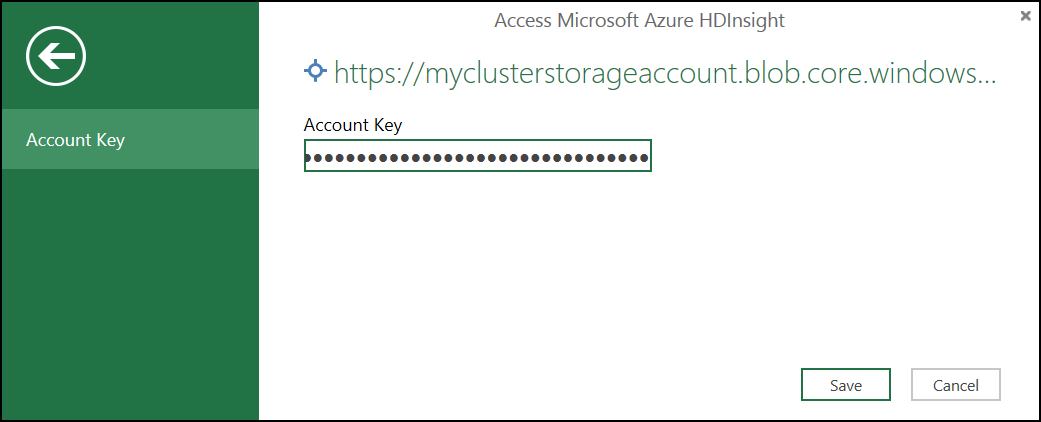 Access Microsoft Azure HDInsight
https://myclusterstorageaccount.blob.core.windows...
Account Key
Account Key
●●●●●●●●●●●●●●●●●●●●●●●●●●●●●●●●
Save Cancel